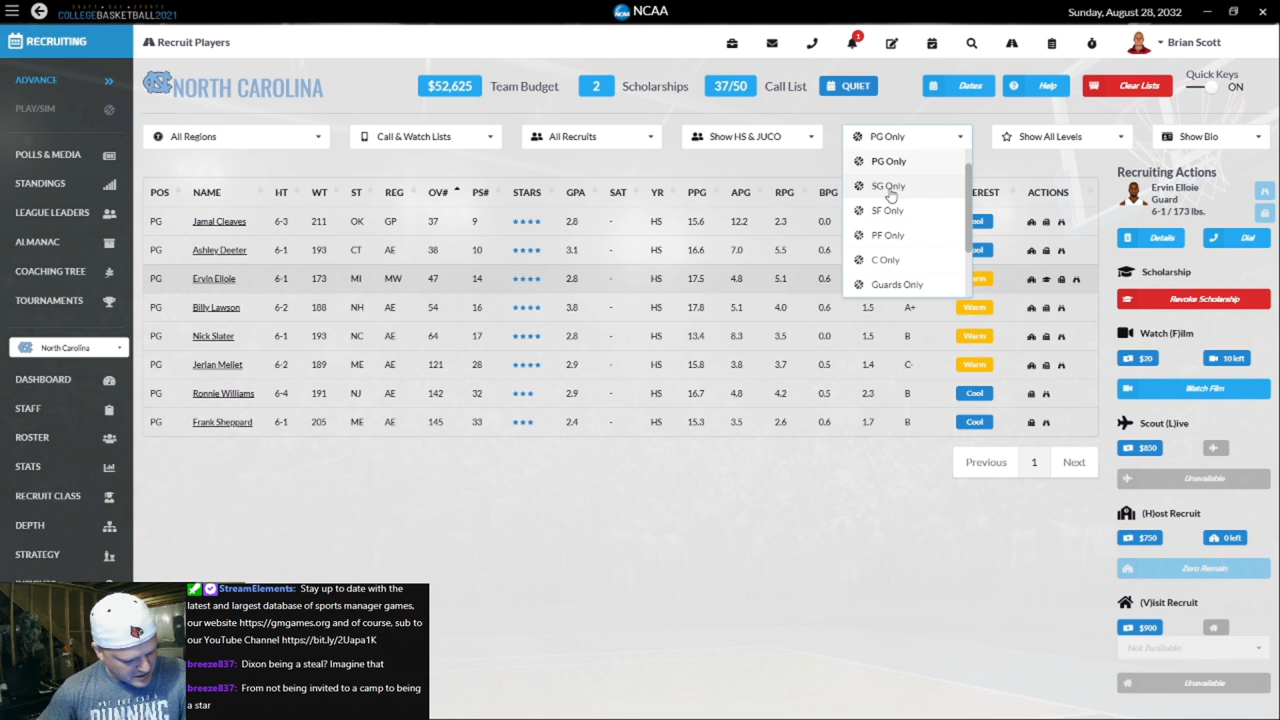 DRAFT DAY SPORTS
COLLEGEBASKETBALL2021
NCAA
Sunday, August 28, 2032
RECRUITING
Recruit Players
1
Brian Scott
ADVANCE
PLAY/SIM
NORTH CAROLINA
$52,625 Team Budget 2 Scholarships 37/50 Call List QUIET
Dates Help Clear Lists
Quick Keys
ON
All Regions Call & Watch Lists All Recruits Show HS & JUCO PG Only Show All Levels Show Bio
PG Only
SG Only
SF Only
PF Only
C Only
Guards Only
POLLS & MEDIA
STANDINGS
LEAGUE LEADERS
ALMANAC
COACHING TREE
TOURNAMENTS
North Carolina
DASHBOARD
STAFF
ROSTER
STATS
RECRUIT CLASS
DEPTH
STRATEGY
POS NAME HT WT ST REG OV# PS# STARS GPA SAT YR PPG APG RPG BPG EREST ACTIONS
PG Jamal Cleaves 6-3 211 OK GP 37 9 ★★★★ 2.8 - HS 15.6 12.2 2.3 0.0 ool
PG Ashley Deeter 6-1 193 CT AE 38 10 ★★★★ 3.1 - HS 16.6 7.0 5.5 0.6 ool
PG Ervin Elloie 6-1 173 MI MW 47 14 ★★★★ 2.8 - HS 17.5 4.8 5.1 0.6 arm
PG Billy Lawson 6-2 188 NH AE 54 16 ★★★★ 3.8 - HS 17.0 5.1 4.0 0.6 1.5 A+ Warm
PG Nick Slater 6-1 193 NC AE 64 17 ★★★★ 2.9 - HS 13.4 8.3 3.5 0.0 1.5 B Warm
PG Jerian Mellet 6-2 189 ME AE 121 28 ★★★★ 2.9 - HS 15.8 3.8 3.7 0.5 1.4 C- Warm
PG Ronnie Williams 6-4 191 NJ AE 142 32 ★★★ 2.9 - HS 16.7 4.8 4.2 0.5 2.3 B Cool
PG Frank Sheppard 6-1 205 ME AE 145 33 ★★★ 2.4 - HS 15.3 3.5 2.6 0.6 1.7 B Cool
Previous 1 Next
Recruiting Actions
Ervin Elloie
Guard
6-1 / 173 lbs.
Details Dial
Scholarship
Revoke Scholarship
Watch (F)ilm
$20 10 left
Watch Film
Scout (L)ive
$850
Unavailable
(H)ost Recruit
$750 0 left
Zero Remain
(V)isit Recruit
$900
Not Available
Unavailable
StreamElements: Stay up to date with the
latest and largest database of sports manager games,
our website https://gmgames.org and of course, sub to
our YouTube Channel https://bit.ly/2Uapa1K
breeze837: Dixon being a steal? Imagine that
breeze837: From not being invited to a camp to being
a star
RUNNING